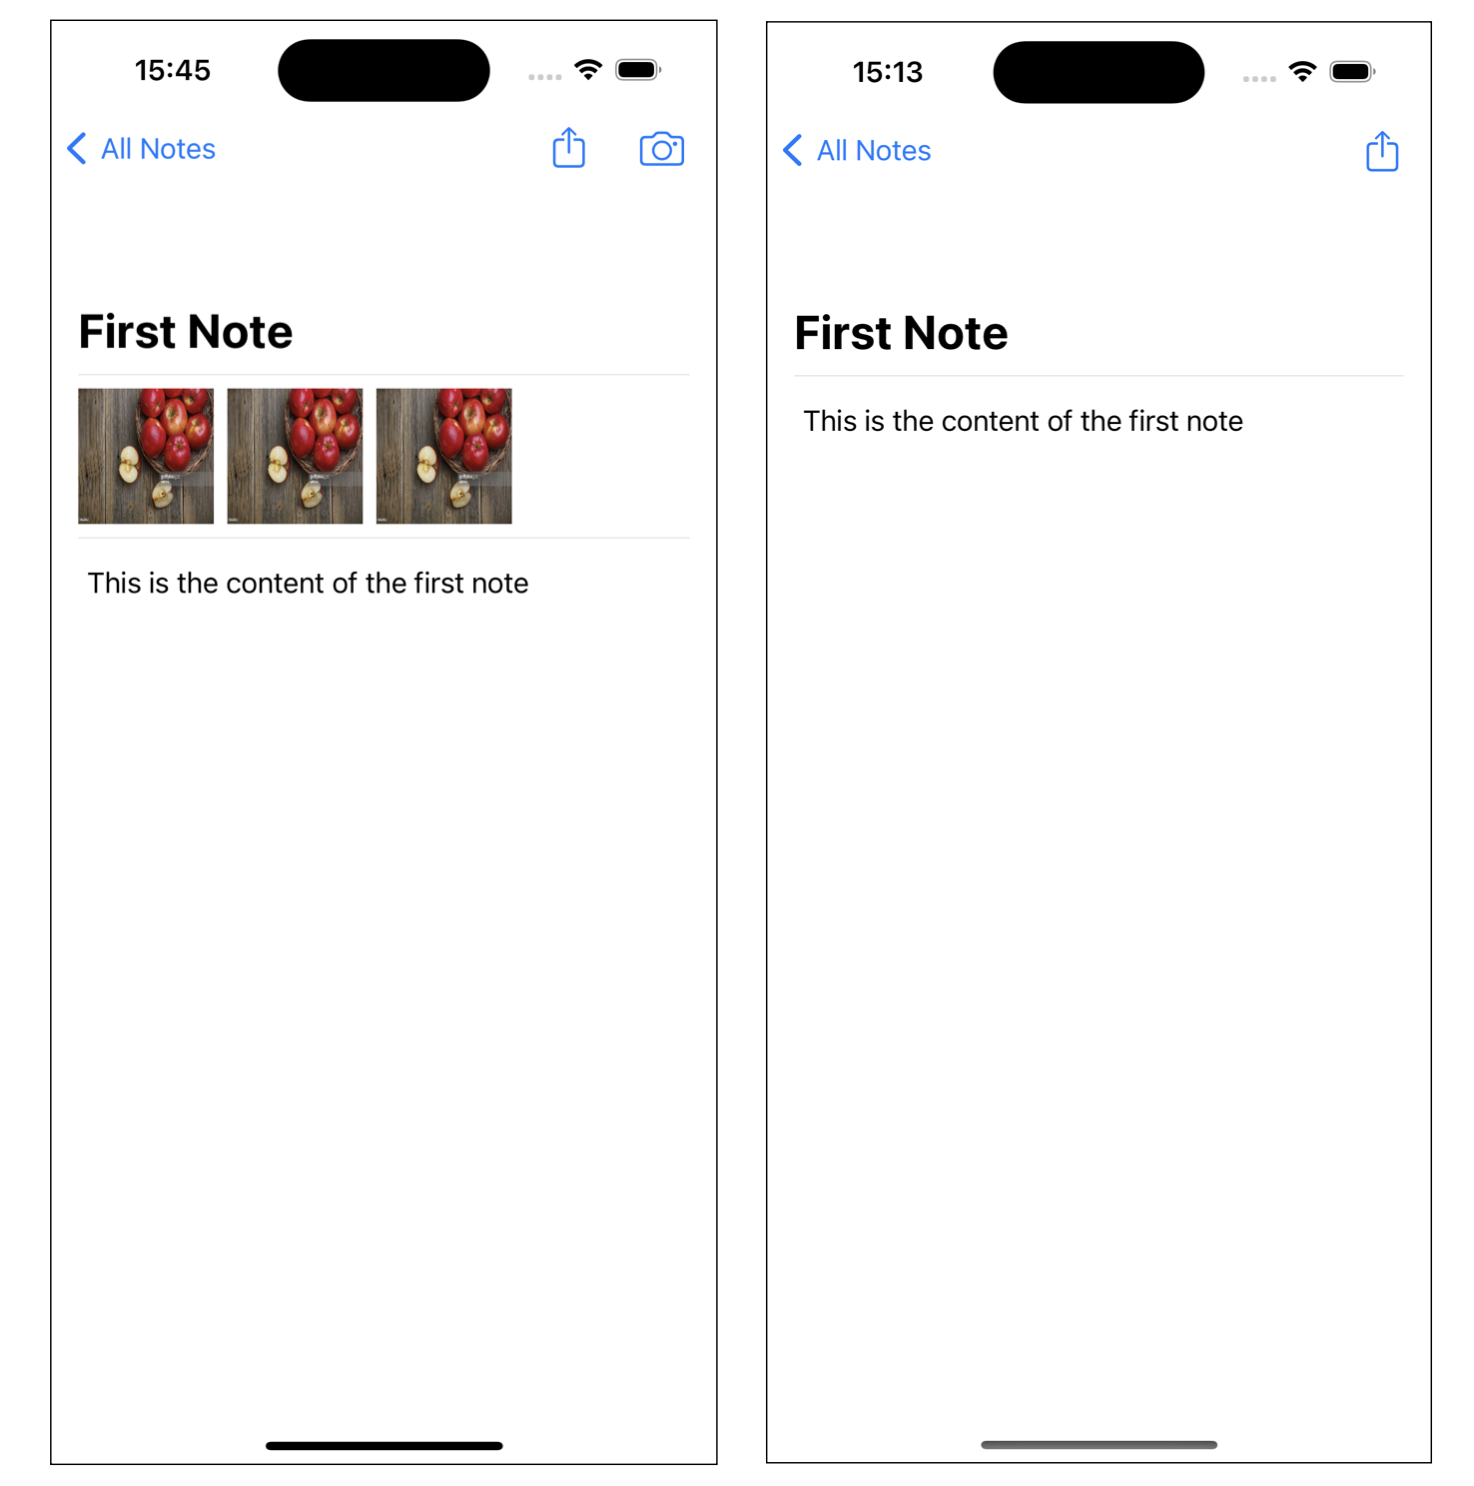 15:45
All Notes
First Note
This is the content of the first note
15:13
All Notes
First Note
This is the content of the first note